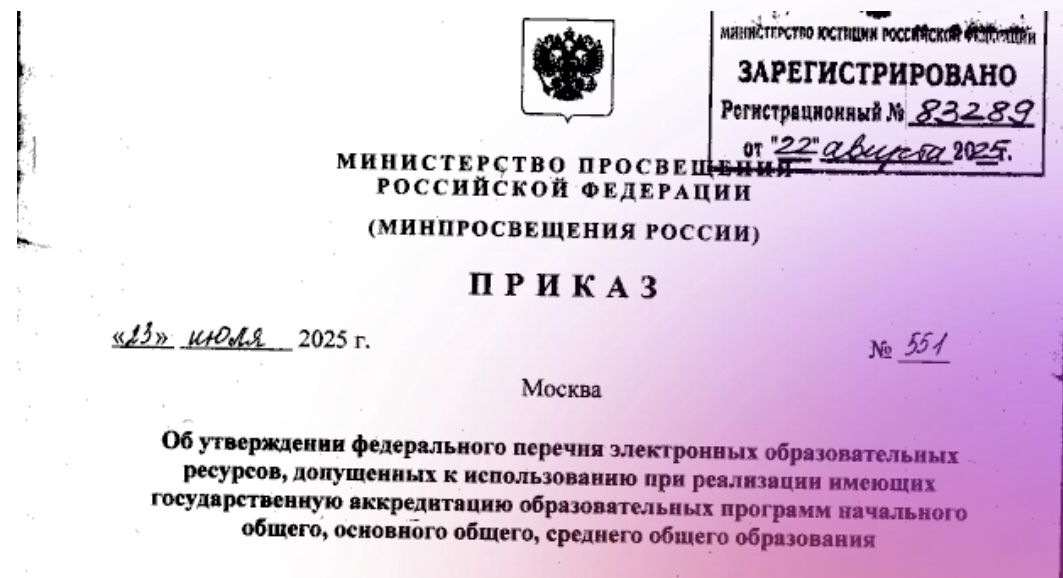 МИНИСТЕРСТВО ЮСТИЦИИ РОССИЙСКОЙ ФЕДЕРАЦИИ
ЗАРЕГИСТРИРОВАНО
Регистрационный № 83289
от "22" августа 2025г.
МИНИСТЕРСТВО ПРОСВЕЩЕНИЯ
РОССИЙСКОЙ ФЕДЕРАЦИИ
(МИНПРОСВЕЩЕНИЯ РОССИИ)
ПРИКАЗ
«23» июля 2025 г.
№ 551
Москва
Об утверждении федерального перечня электронных образовательных
ресурсов, допущенных к использованию при реализации имеющих
государственную аккредитацию образовательных программ начального
общего, основного общего, среднего общего образования